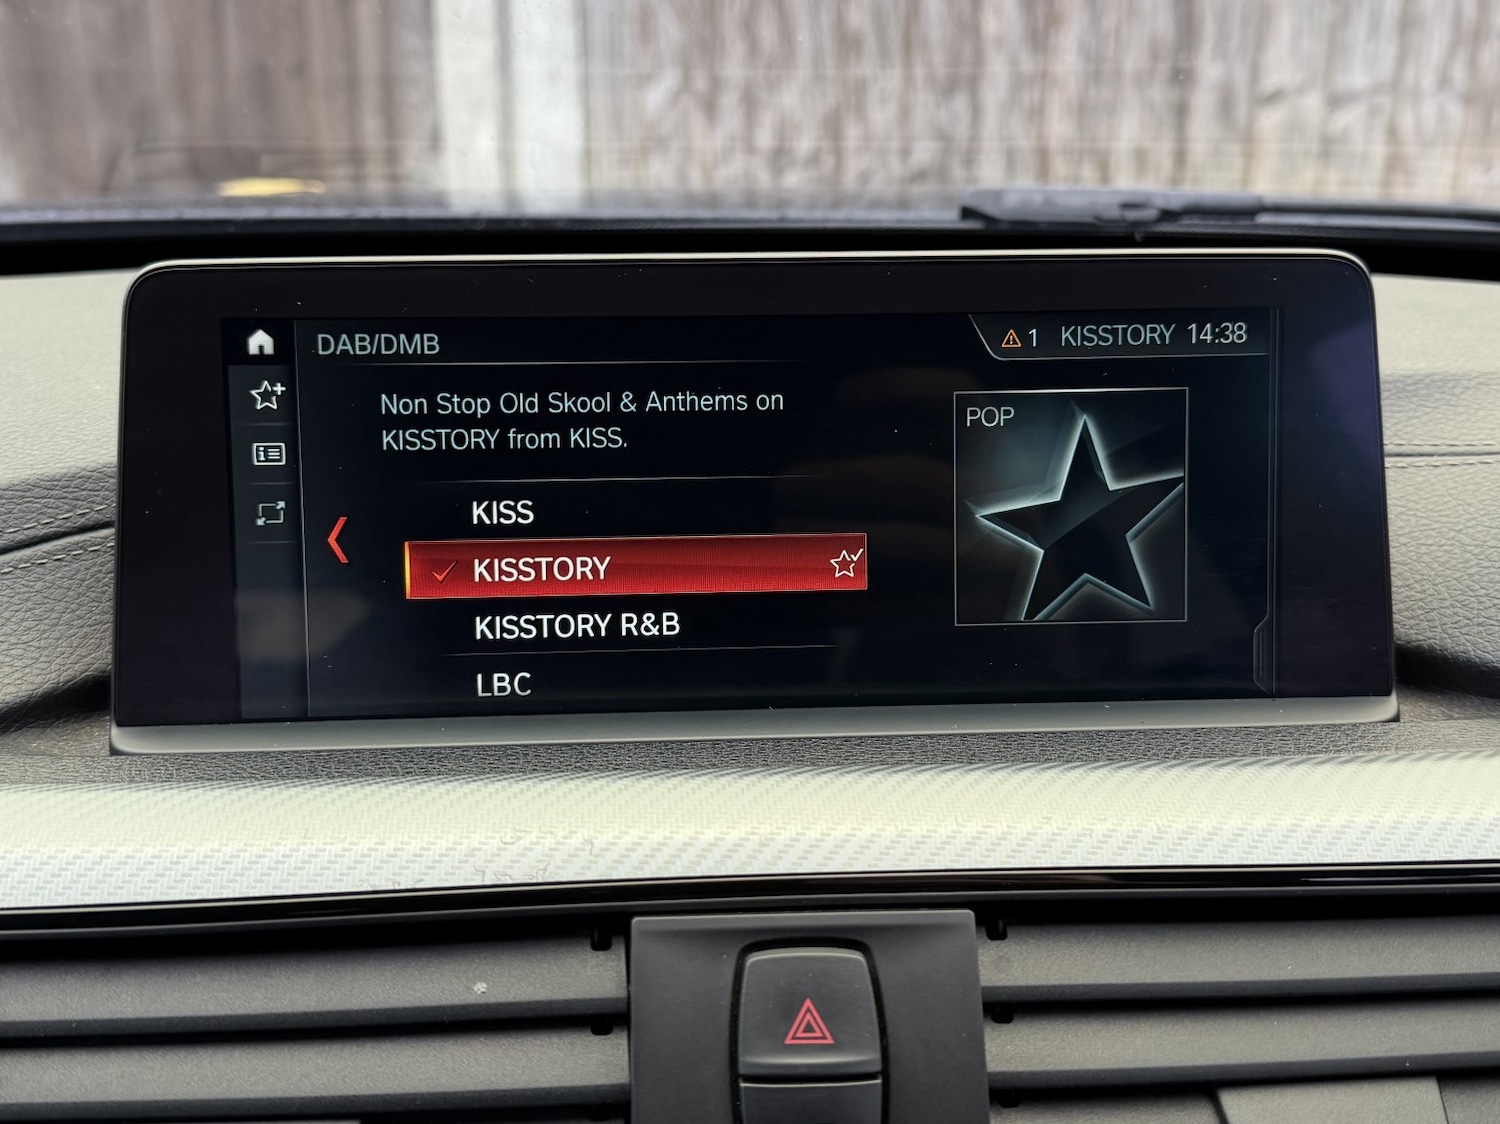 DAB/DMB
1 KISSTORY 14:38
Non Stop Old Skool & Anthems on
KISSTORY from KISS.
POP
KISS
KISSTORY
KISSTORY R&B
LBC